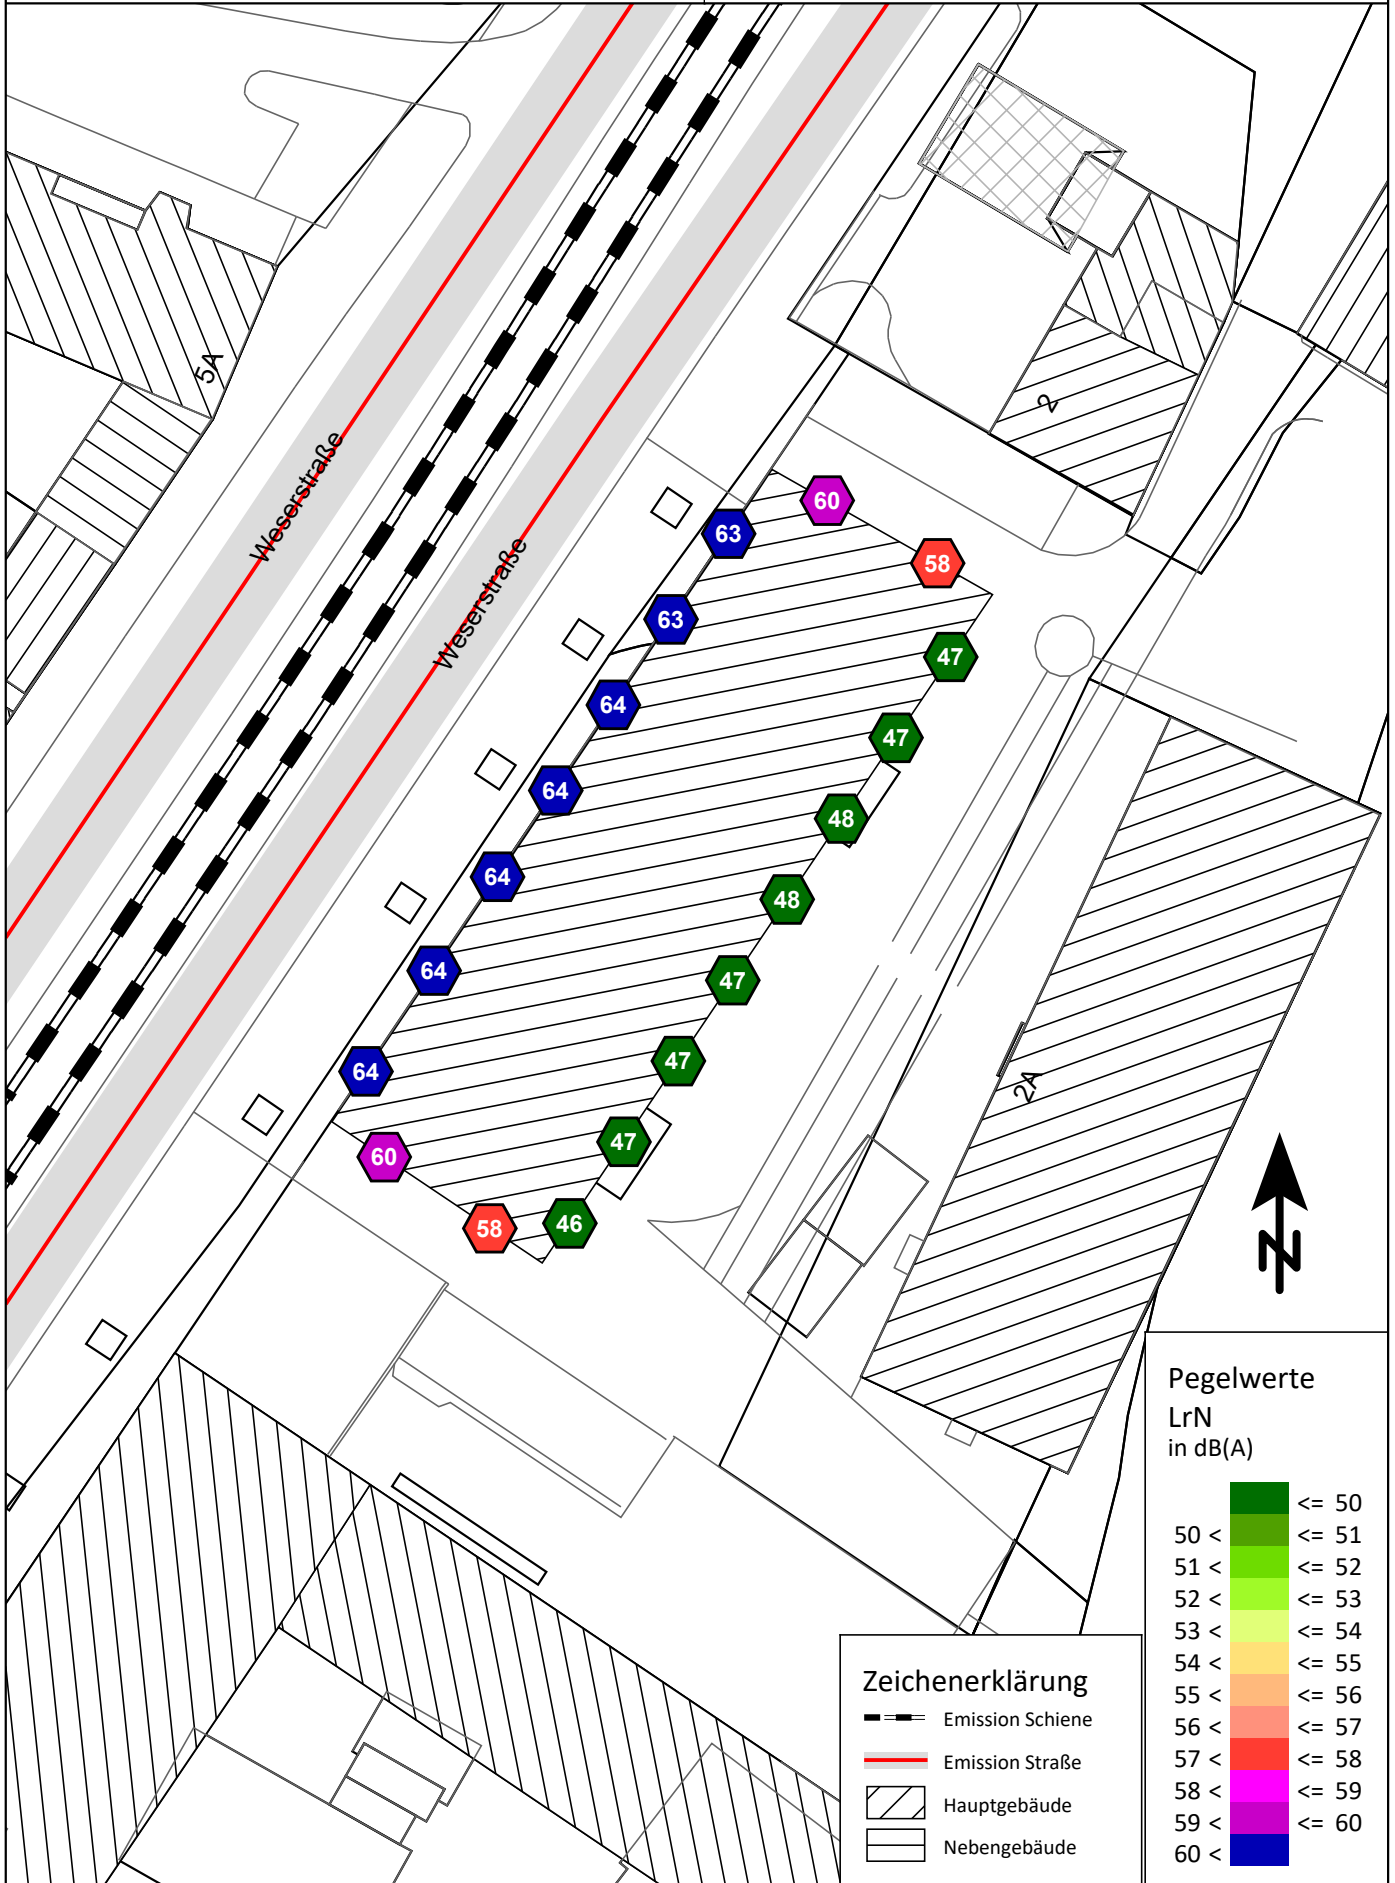 5A
Weserstraße
Weserstraße
2
60
63
58
63
47
64
47
64
48
64
48
64
47
64
47
60
47
58
46
2A
N
Pegelwerte
LrN
in dB(A)
<= 50
50 < <= 51
51 < <= 52
52 < <= 53
53 < <= 54
54 < <= 55
55 < <= 56
56 < <= 57
57 < <= 58
58 < <= 59
59 < <= 60
60 <
Zeichenerklärung
Emission Schiene
Emission Straße
Hauptgebäude
Nebengebäude